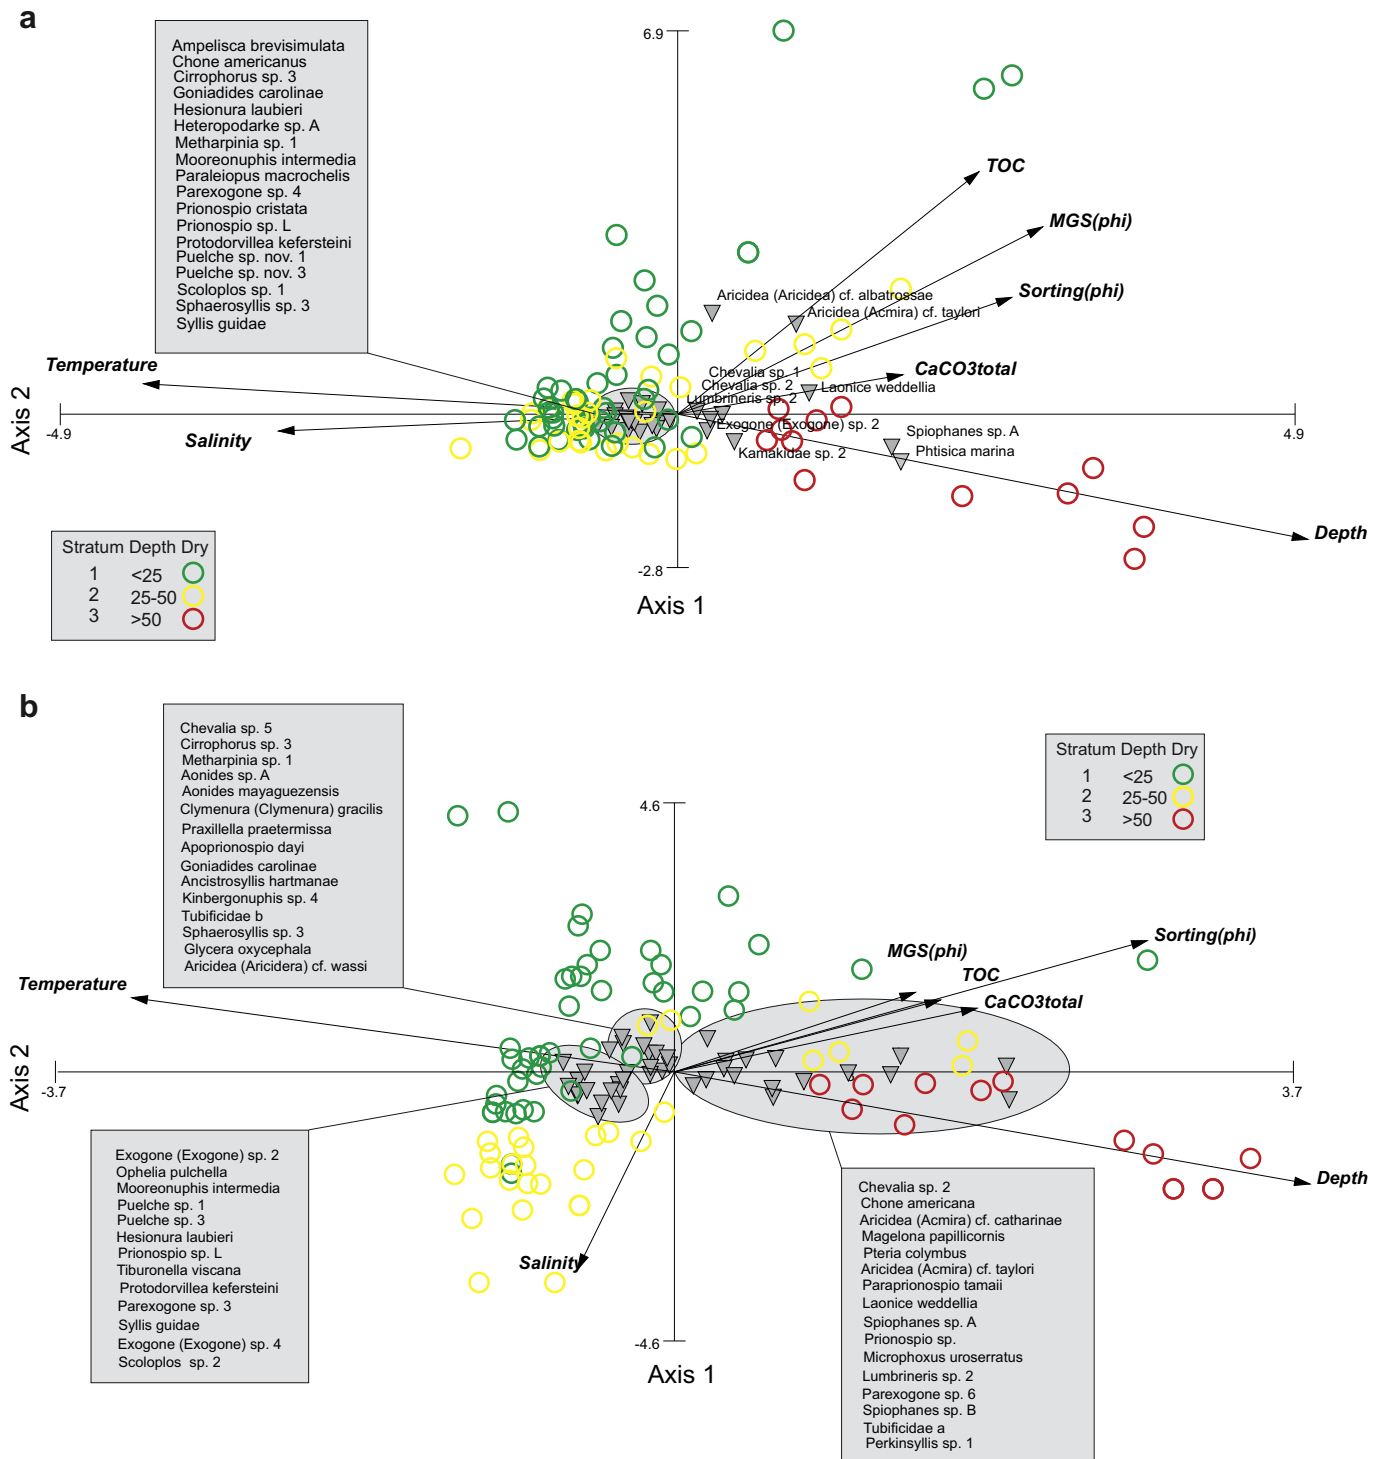 a
Ampelisca brevisimulata
Chone americanus
Cirrophorus sp. 3
Goniadides carolinae
Hesionura laubieri
Heteropodarke sp. A
Metharpinia sp. 1
Mooreonuphis intermedia
Paraleiopus macrochelis
Parexogone sp. 4
Prionospio cristata
Prionospio sp. L
Protodorvillea kefersteini
Puelche sp. nov. 1
Puelche sp. nov. 3
Scoloplos sp. 1
Sphaerosyllis sp. 3
Syllis guidae
6.9
TOC
MGS(phi)
Sorting(phi)
Aricidea (Aricidea) cf. albatrossae
Aricidea (Acmira) cf. taylori
Temperature
Chevalia sp. 1
CaCO3total
Chevalia sp. 2
Laonice weddellia
Lumbrineris sp. 2
Axis 2
-4.9
4.9
Salinity
Exogone (Exogone) sp. 2
Spiophanes sp. A
Kamakidae sp. 2
Phtisica marina
Depth
Stratum Depth Dry
1 <25
2 25-50
3 >50
-2.8
Axis 1
b
Chevalia sp. 5
Cirrophorus sp. 3
Metharpinia sp. 1
Aonides sp. A
Aonides mayaguezensis
Clymenura (Clymenura) gracilis
Praxillella praetermissa
Apoprionospio dayi
Goniadides carolinae
Ancistrosyllis hartmanae
Kinbergonuphis sp. 4
Tubificidae b
Sphaerosyllis sp. 3
Glycera oxycephala
Aricidea (Aricidera) cf. wassi
Stratum Depth Dry
1 <25
2 25-50
3 >50
4.6
Sorting(phi)
MGS(phi)
TOC
CaCO3total
Temperature
Axis 2
-3.7
3.7
Exogone (Exogone) sp. 2
Ophelia pulchella
Mooreonuphis intermedia
Puelche sp. 1
Puelche sp. 3
Hesionura laubieri
Prionospio sp. L
Tiburonella viscana
Protodorvillea kefersteini
Parexogone sp. 3
Syllis guidae
Exogone (Exogone) sp. 4
Scoloplos sp. 2
Salinity
Depth
-4.6
Axis 1
Chevalia sp. 2
Chone americana
Aricidea (Acmira) cf. catharinae
Magelona papillicornis
Pteria colymbus
Aricidea (Acmira) cf. taylori
Paraprionospio tamaii
Laonice weddellia
Spiophanes sp. A
Prionospio sp.
Microphoxus uroserratus
Lumbrineris sp. 2
Parexogone sp. 6
Spiophanes sp. B
Tubificidae a
Perkinsyllis sp. 1